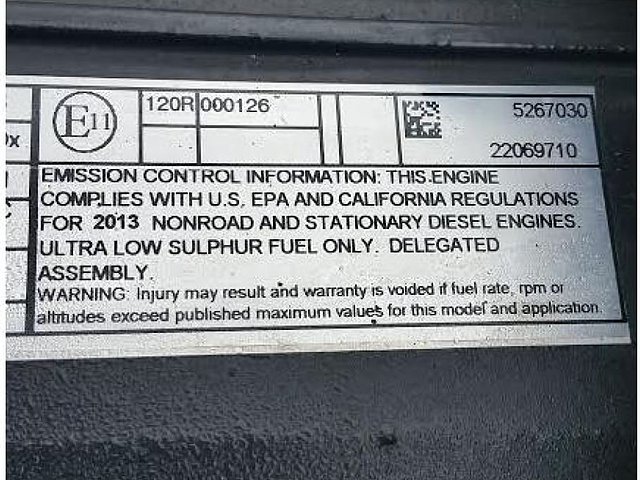 E11 120R 000126 5267030
0x 22069710
EMISSION CONTROL INFORMATION: THIS ENGINE
COMPLIES WITH U.S. EPA AND CALIFORNIA REGULATIONS
FOR 2013 NONROAD AND STATIONARY DIESEL ENGINES.
ULTRA LOW SULPHUR FUEL ONLY. DELEGATED
ASSEMBLY.
WARNING: Injury may result and warranty is voided if fuel rate, rpm or
altitudes exceed published maximum values for this model and application.